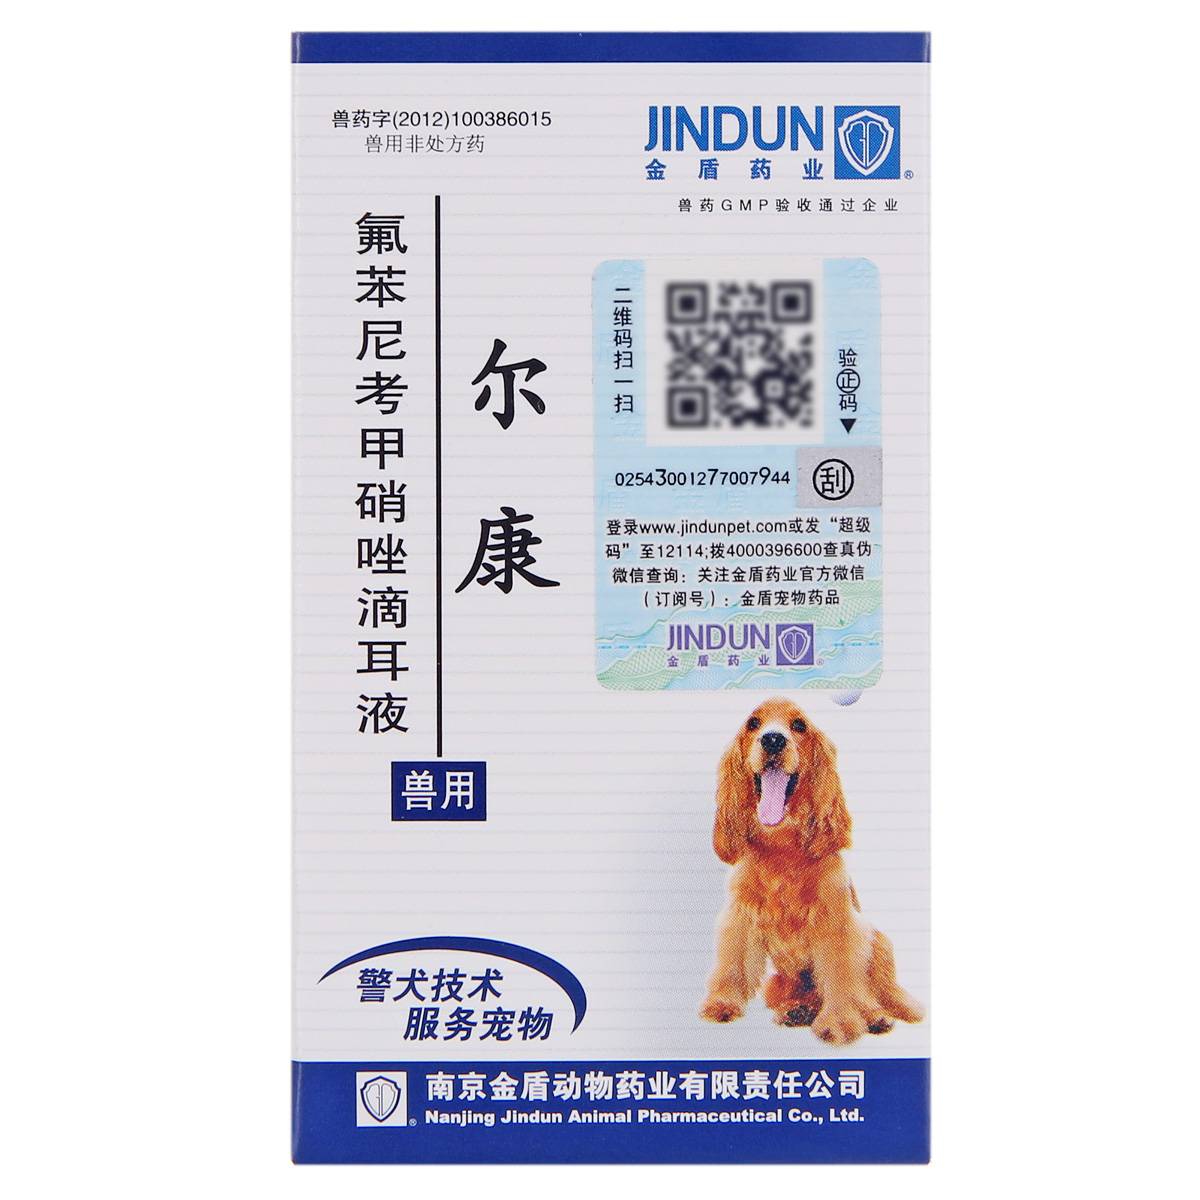 兽药字(2012)100386015
兽用非处方药
JINDUN
金盾药业
®
兽药GMP验收通过企业
氟苯尼考甲硝唑滴耳液
尔康
兽用
二维码扫一扫
验正码
02543001277007944
刮
登录www.jindunpet.com或发“超级
码”至12114;拨4000396600查真伪
微信查询：关注金盾药业官方微信
（订阅号）：金盾宠物药品
JINDUN
金盾药业
®
警犬技术
服务宠物
®
南京金盾动物药业有限责任公司
Nanjing Jindun Animal Pharmaceutical Co., Ltd.